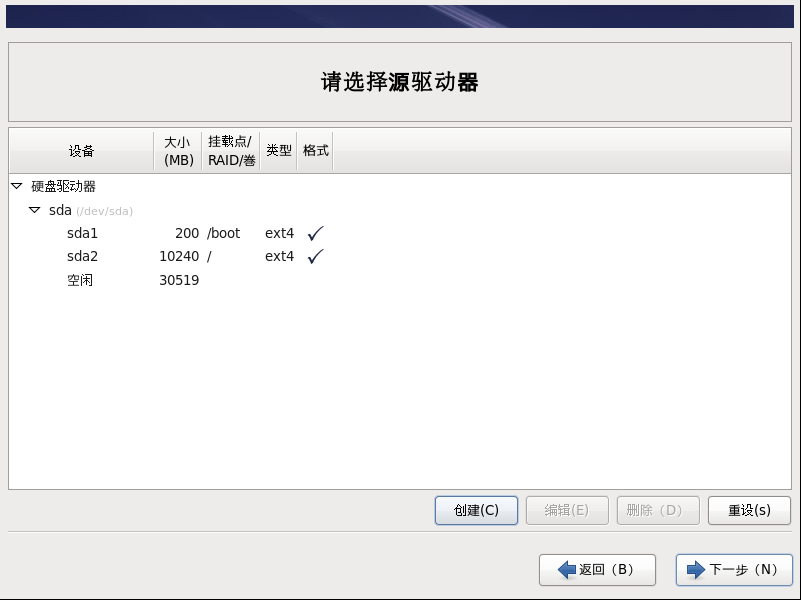 请选择源驱动器
设备
大小
(MB)
挂载点/
RAID/卷
类型
格式
硬盘驱动器
sda (/dev/sda)
sda1 200 /boot ext4
sda2 10240 / ext4
空闲 30519
创建(C) 编辑(E) 删除（D） 重设(s)
返回（B） 下一步（N）